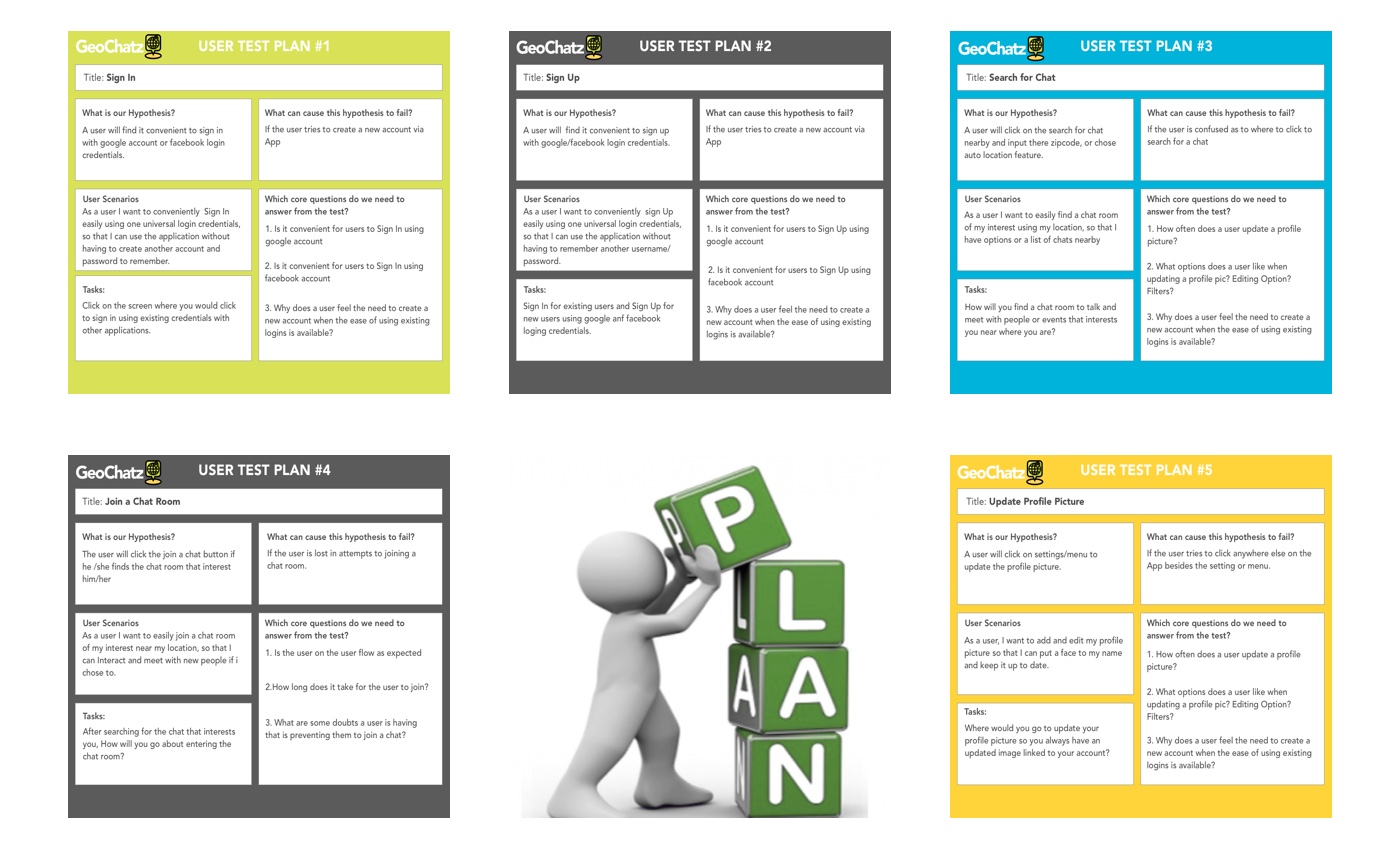 GeoChatz
USER TEST PLAN #1
Title: Sign In
What is our Hypothesis?
A user will find it convenient to sign in
with google account or facebook login
credentials.
What can cause this hypothesis to fail?
If the user tries to create a new account via
App
User Scenarios
As a user I want to conveniently  Sign In
easily using one universal login credentials,
so that I can use the application without
having to create another account and
password to remember.
Tasks:
Click on the screen where you would click
to sign in using existing credentials with
other applications.
Which core questions do we need to
answer from the test?
1. Is it convenient for users to Sign In using
google account
2. Is it convenient for users to Sign In using
facebook account
3. Why does a user feel the need to create a
new account when the ease of using existing
logins is available?
GeoChatz
USER TEST PLAN #2
Title: Sign Up
What is our Hypothesis?
A user will  find it convenient to sign up
with google/facebook login credentials.
What can cause this hypothesis to fail?
If the user tries to create a new account via
App
User Scenarios
As a user I want to conveniently  sign Up
easily using one universal login credentials,
so that I can use the application without
having to remember another username/
password.
Tasks:
Sign In for existing users and Sign Up for
new users using google anf facebook
loging credentials.
Which core questions do we need to
answer from the test?
1. Is it convenient for users to Sign Up using
google account
2. Is it convenient for users to Sign Up using
facebook account
3. Why does a user feel the need to create a
new account when the ease of using existing
logins is available?
GeoChatz
USER TEST PLAN #3
Title: Search for Chat
What is our Hypothesis?
A user will click on the search for chat
nearby and input there zipcode, or chose
auto location feature.
What can cause this hypothesis to fail?
If the user is confused as to where to click to
search for a chat
User Scenarios
As a user I want to easily find a chat room
of my interest using my location, so that I
have options or a list of chats nearby
Tasks:
How will you find a chat room to talk and
meet with people or events that interests
you near where you are?
Which core questions do we need to
answer from the test?
1. How often does a user update a profile
picture?
2. What options does a user like when
updating a profile pic? Editing Option?
Filters?
3. Why does a user feel the need to create a
new account when the ease of using existing
logins is available?
GeoChatz
USER TEST PLAN #4
Title: Join a Chat Room
What is our Hypothesis?
The user will click the join a chat button if
he /she finds the chat room that interest
him/her
What can cause this hypothesis to fail?
If the user is lost in attempts to joining a
chat room.
User Scenarios
As a user I want to easily join a chat room
of my interest near my location, so that I
can Interact and meet with new people if i
chose to.
Tasks:
After searching for the chat that interests
you, How will you go about entering the
chat room?
Which core questions do we need to
answer from the test?
1. Is the user on the user flow as expected
2.How long does it take for the user to join?
3. What are some doubts a user is having
that is preventing them to join a chat?
P P
L L
A A
N N
GeoChatz
USER TEST PLAN #5
Title: Update Profile Picture
What is our Hypothesis?
A user will click on settings/menu to
update the profile picture.
What can cause this hypothesis to fail?
If the user tries to click anywhere else on the
App besides the setting or menu.
User Scenarios
As a user, I want to add and edit my profile
picture so that I can put a face to my name
and keep it up to date.
Tasks:
Where would you go to update your
profile picture so you always have an
updated image linked to your account?
Which core questions do we need to
answer from the test?
1. How often does a user update a profile
picture?
2. What options does a user like when
updating a profile pic? Editing Option?
Filters?
3. Why does a user feel the need to create a
new account when the ease of using existing
logins is available?